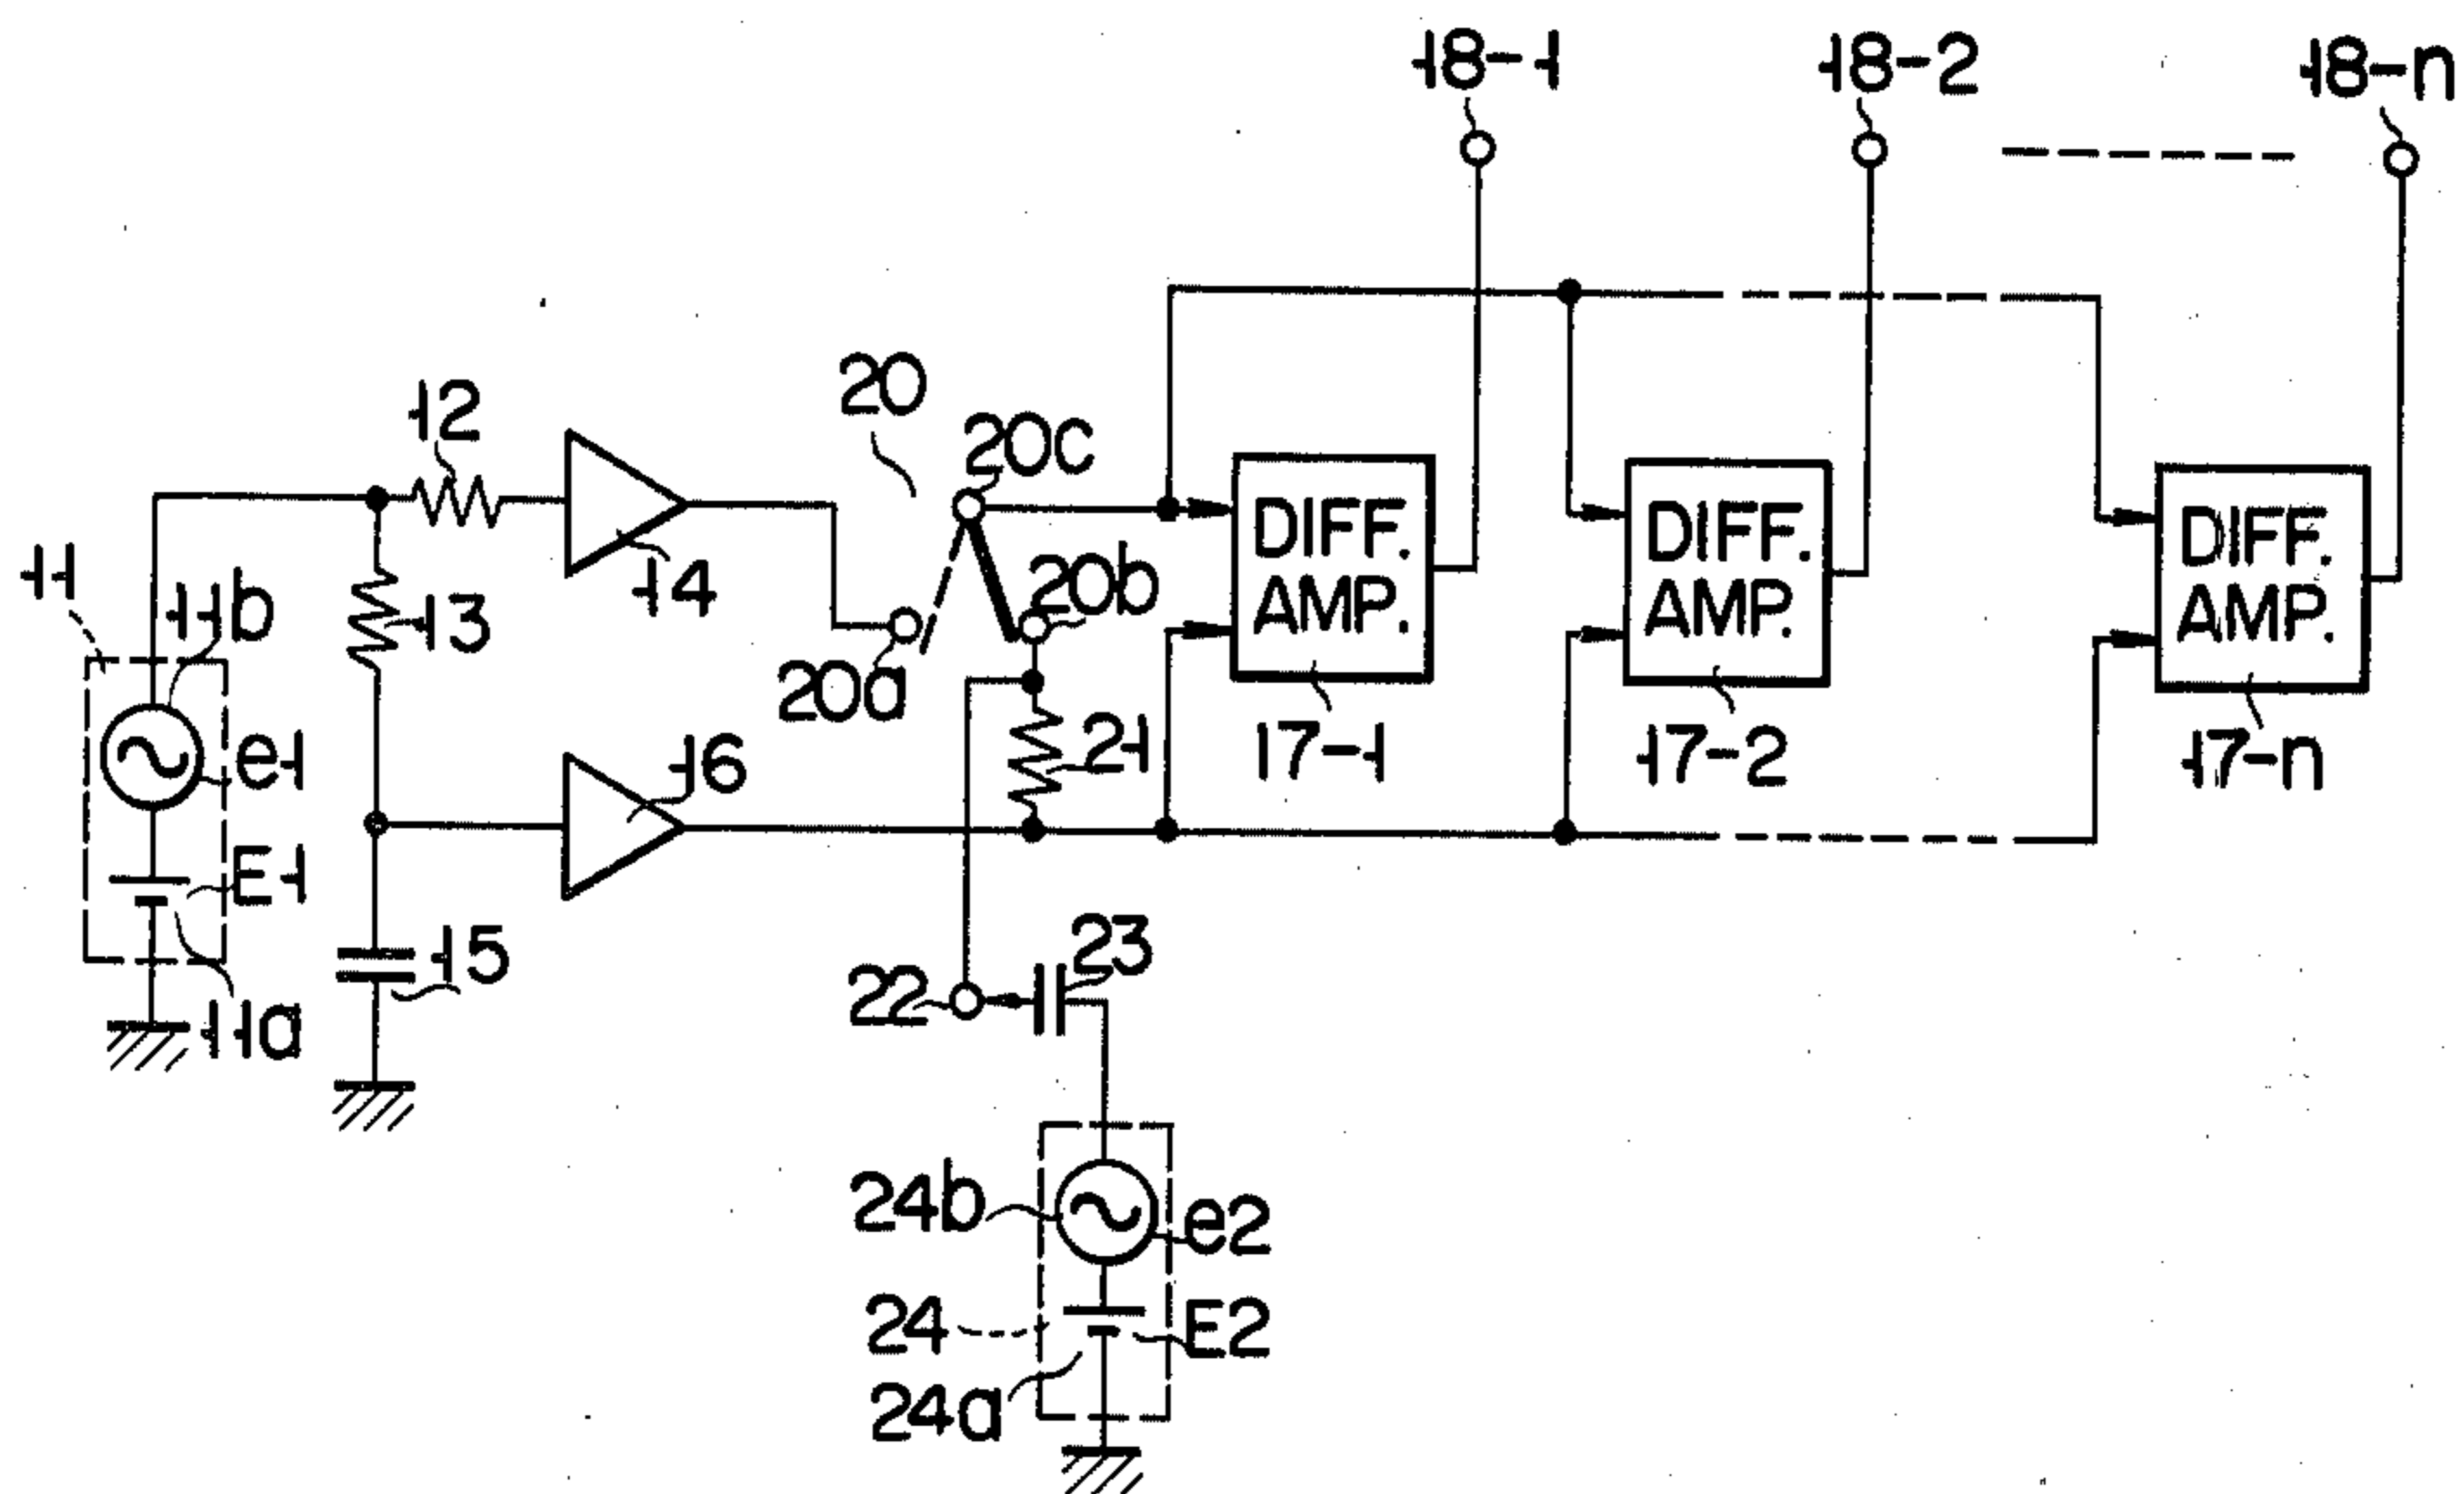 18-1
18-2
18-n
20
12
20c
DIFF.
AMP.
DIFF.
AMP.
DIFF.
AMP.
11
11b
13
14
20b
20a
21
17-1
17-2
17-n
e1
16
E1
15
23
22
11a
24b
e2
24
E2
24a